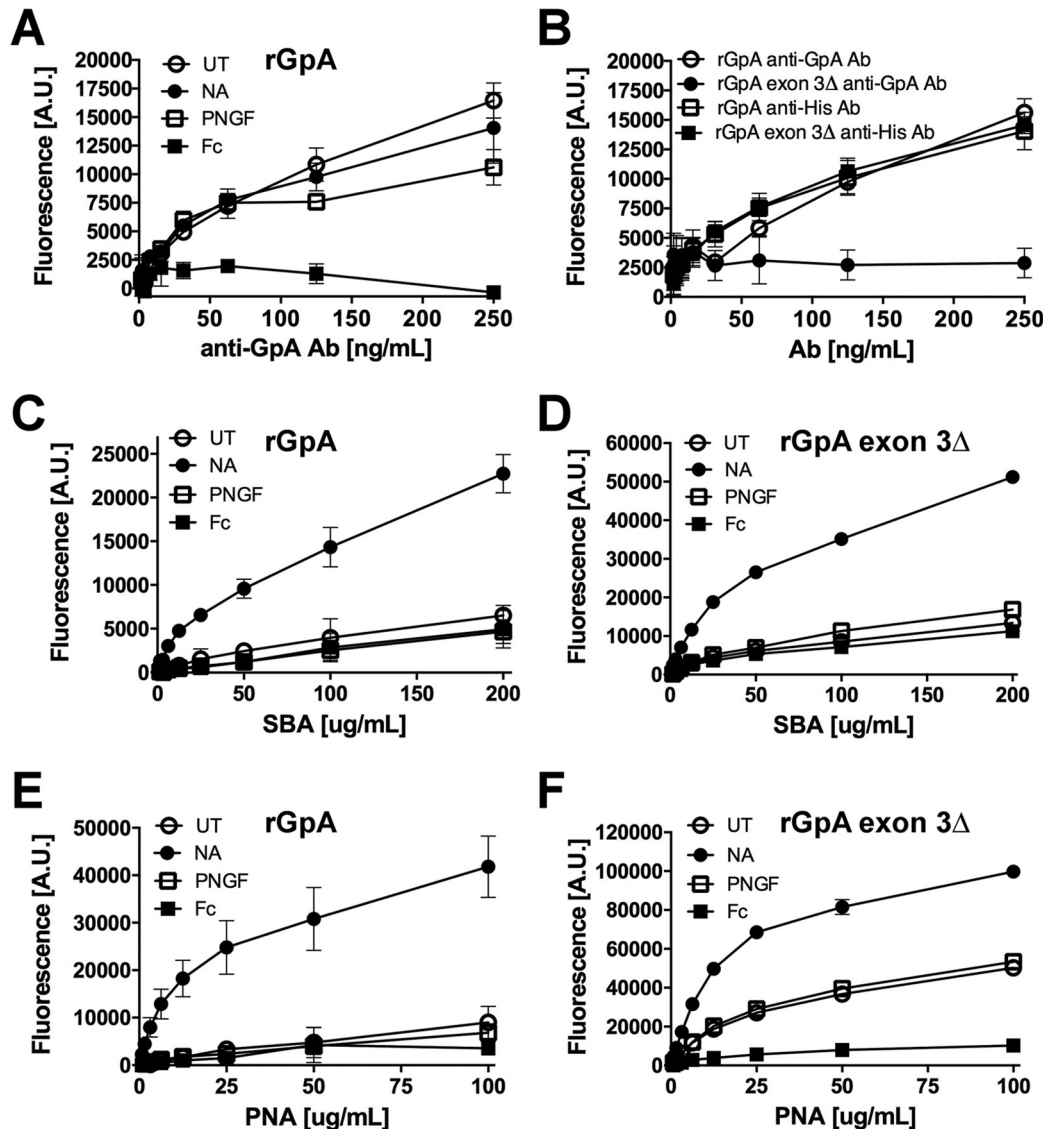 A
rGpA
UT
NA
PNGF
Fc
Fluorescence [A.U.]
20000
17500
15000
12500
10000
7500
5000
2500
0
0 50 100 150 200 250
anti-GpA Ab [ng/mL]
B
rGpA anti-GpA Ab
rGpA exon 3Δ anti-GpA Ab
rGpA anti-His Ab
rGpA exon 3Δ anti-His Ab
Fluorescence [A.U.]
20000
17500
15000
12500
10000
7500
5000
2500
0
0 50 100 150 200 250
Ab [ng/mL]
C
rGpA
UT
NA
PNGF
Fc
Fluorescence [A.U.]
25000
20000
15000
10000
5000
0
0 50 100 150 200
SBA [ug/mL]
D
rGpA exon 3Δ
UT
NA
PNGF
Fc
Fluorescence [A.U.]
60000
50000
40000
30000
20000
10000
0
0 50 100 150 200
SBA [ug/mL]
E
rGpA
UT
NA
PNGF
Fc
Fluorescence [A.U.]
50000
40000
30000
20000
10000
0
0 25 50 75 100
PNA [ug/mL]
F
rGpA exon 3Δ
UT
NA
PNGF
Fc
Fluorescence [A.U.]
120000
100000
80000
60000
40000
20000
0
0 25 50 75 100
PNA [ug/mL]